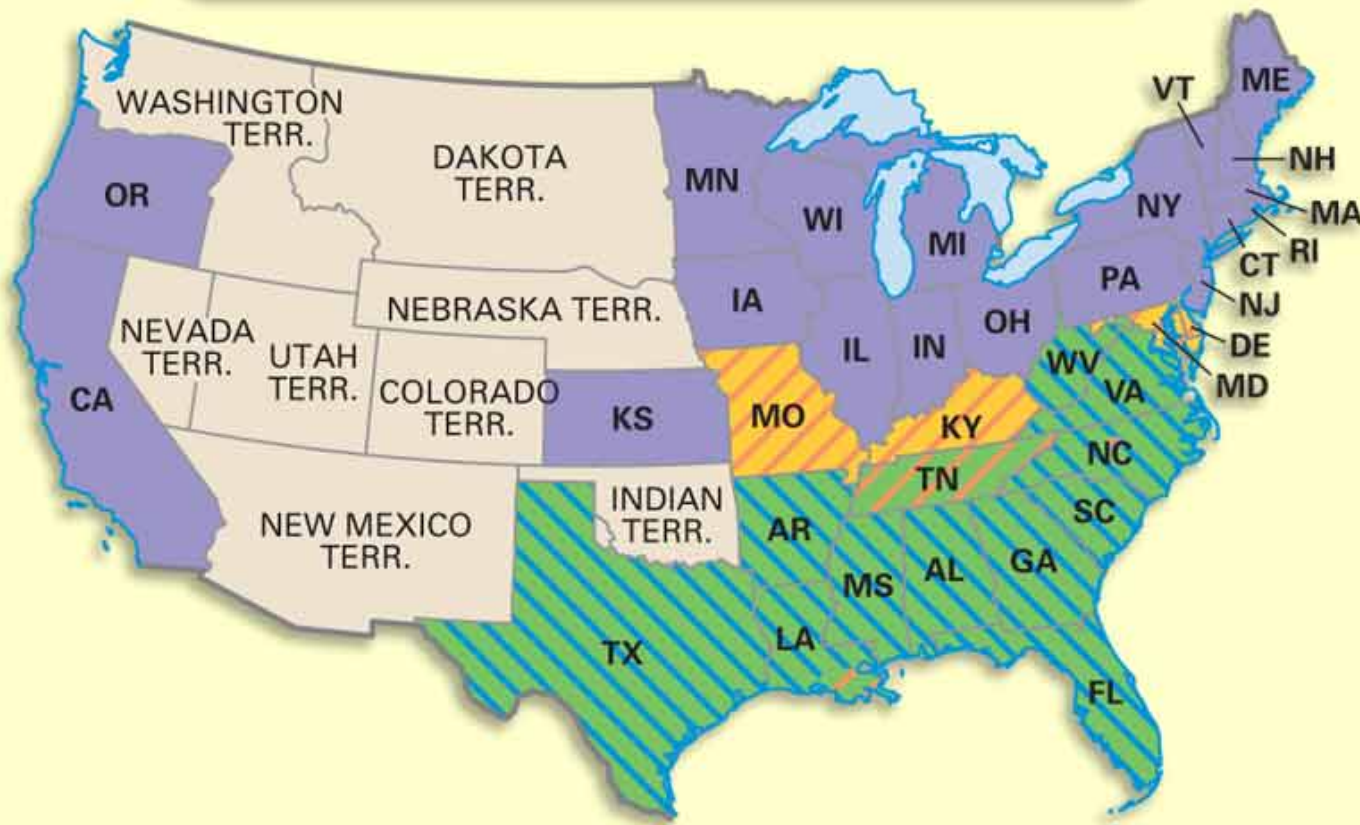 WASHINGTON
TERR.
DAKOTA
TERR.
OR
MN
WI
MI
VT
ME
NH
NY
MA
RI
CT
NJ
PA
NEVADA
TERR.
UTAH
TERR.
NEBRASKA TERR.
IA
IL
IN
OH
DE
MD
CA
COLORADO
TERR.
KS
MO
KY
WV
VA
NEW MEXICO
TERR.
INDIAN
TERR.
AR
TN
NC
SC
MS
AL
GA
TX
LA
FL